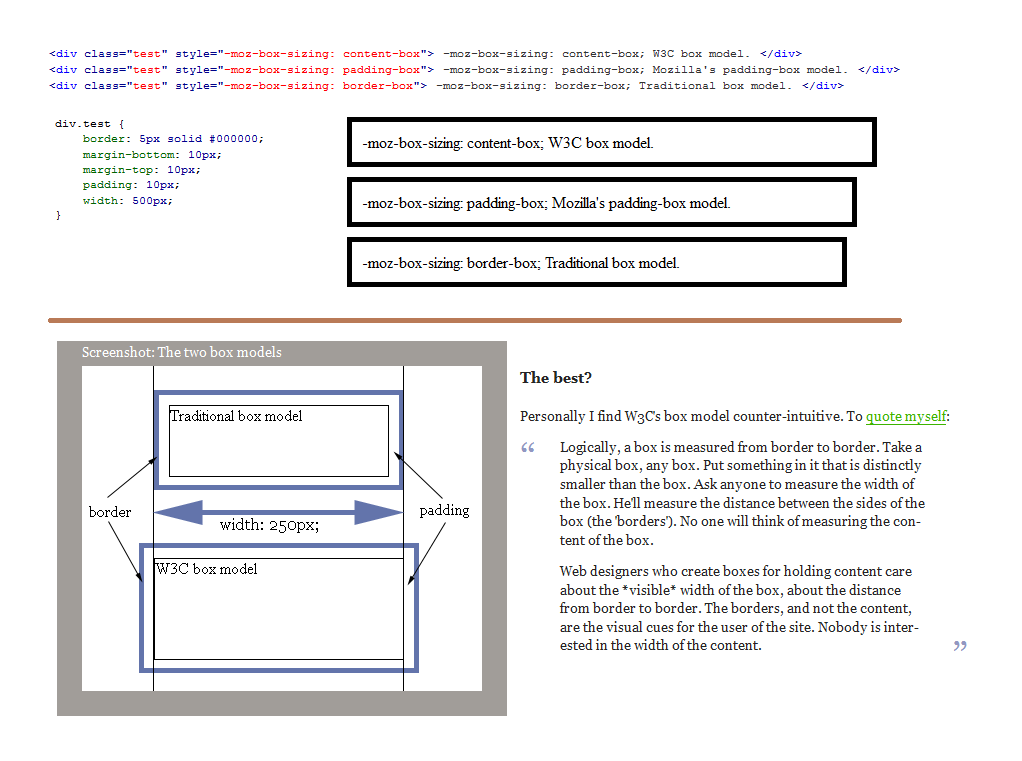 <div class="test" style="-moz-box-sizing: content-box"> -moz-box-sizing: content-box; W3C box model. </div>
<div class="test" style="-moz-box-sizing: padding-box"> -moz-box-sizing: padding-box; Mozilla's padding-box model. </div>
<div class="test" style="-moz-box-sizing: border-box"> -moz-box-sizing: border-box; Traditional box model. </div>
div.test {
border: 5px solid #000000;
margin-bottom: 10px;
margin-top: 10px;
padding: 10px;
width: 500px;
}
-moz-box-sizing: content-box; W3C box model.
-moz-box-sizing: padding-box; Mozilla's padding-box model.
-moz-box-sizing: border-box; Traditional box model.
Screenshot: The two box models
Traditional box model
border
padding
width: 250px;
W3C box model
The best?
Personally I find W3C's box model counter-intuitive. To quote myself:
“ Logically, a box is measured from border to border. Take a
physical box, any box. Put something in it that is distinctly
smaller than the box. Ask anyone to measure the width of
the box. He'll measure the distance between the sides of the
box (the 'borders'). No one will think of measuring the con-
tent of the box.
Web designers who create boxes for holding content care
about the *visible* width of the box, about the distance
from border to border. The borders, and not the content,
are the visual cues for the user of the site. Nobody is inter-
ested in the width of the content. ”